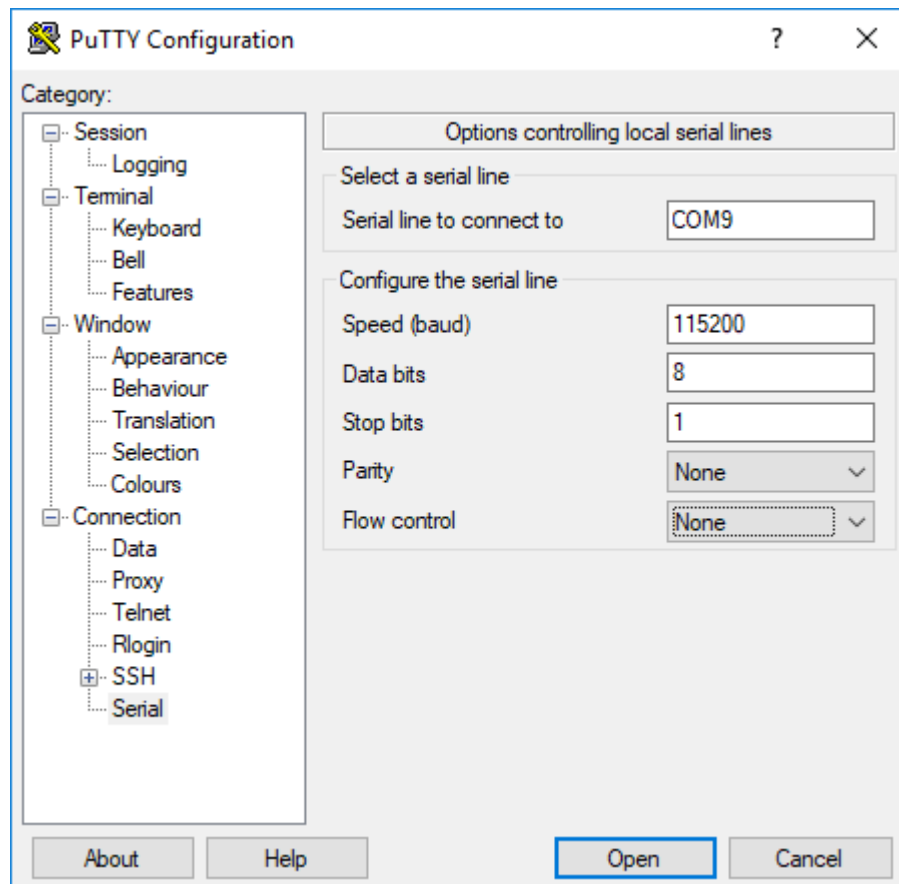 PuTTY Configuration ?
Category:
Session
Logging
Terminal
Keyboard
Bell
Features
Window
Appearance
Behaviour
Translation
Selection
Colours
Connection
Data
Proxy
Telnet
Rlogin
SSH
Serial
Options controlling local serial lines
Select a serial line
Serial line to connect to COM9
Configure the serial line
Speed (baud) 115200
Data bits 8
Stop bits 1
Parity None
Flow control None
About Help Open Cancel